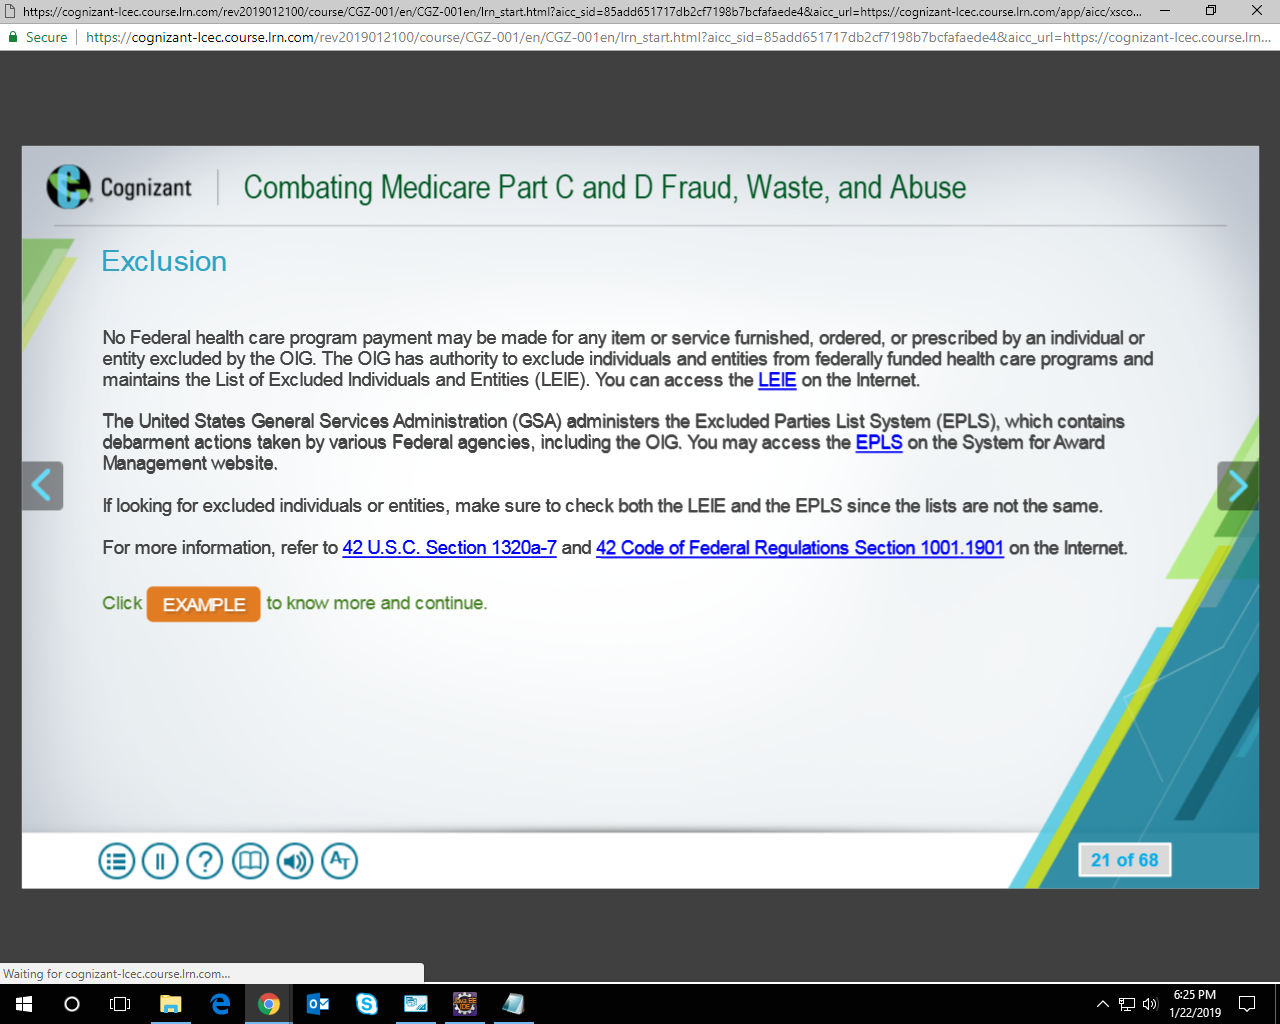 https://cognizant-lcec.course.lrn.com/rev2019012100/course/CGZ-001/en/CGZ-001en/lrn_start.html?aicc_sid=85add651717db2cf7198b7bcfafaede4&aicc_url=https://cognizant-lcec.course.lrn.com/app/aicc/xsco...
Secure | https://cognizant-lcec.course.lrn.com/rev2019012100/course/CGZ-001/en/CGZ-001en/lrn_start.html?aicc_sid=85add651717db2cf7198b7bcfafaede4&aicc_url=https://cognizant-lcec.course.lrn...
Cognizant
Combating Medicare Part C and D Fraud, Waste, and Abuse
Exclusion
No Federal health care program payment may be made for any item or service furnished, ordered, or prescribed by an individual or
entity excluded by the OIG. The OIG has authority to exclude individuals and entities from federally funded health care programs and
maintains the List of Excluded Individuals and Entities (LEIE). You can access the LEIE on the Internet.
The United States General Services Administration (GSA) administers the Excluded Parties List System (EPLS), which contains
debarment actions taken by various Federal agencies, including the OIG. You may access the EPLS on the System for Award
Management website.
If looking for excluded individuals or entities, make sure to check both the LEIE and the EPLS since the lists are not the same.
For more information, refer to 42 U.S.C. Section 1320a-7 and 42 Code of Federal Regulations Section 1001.1901 on the Internet.
Click EXAMPLE to know more and continue.
21 of 68
Waiting for cognizant-lcec.course.lrn.com...
6:25 PM
1/22/2019